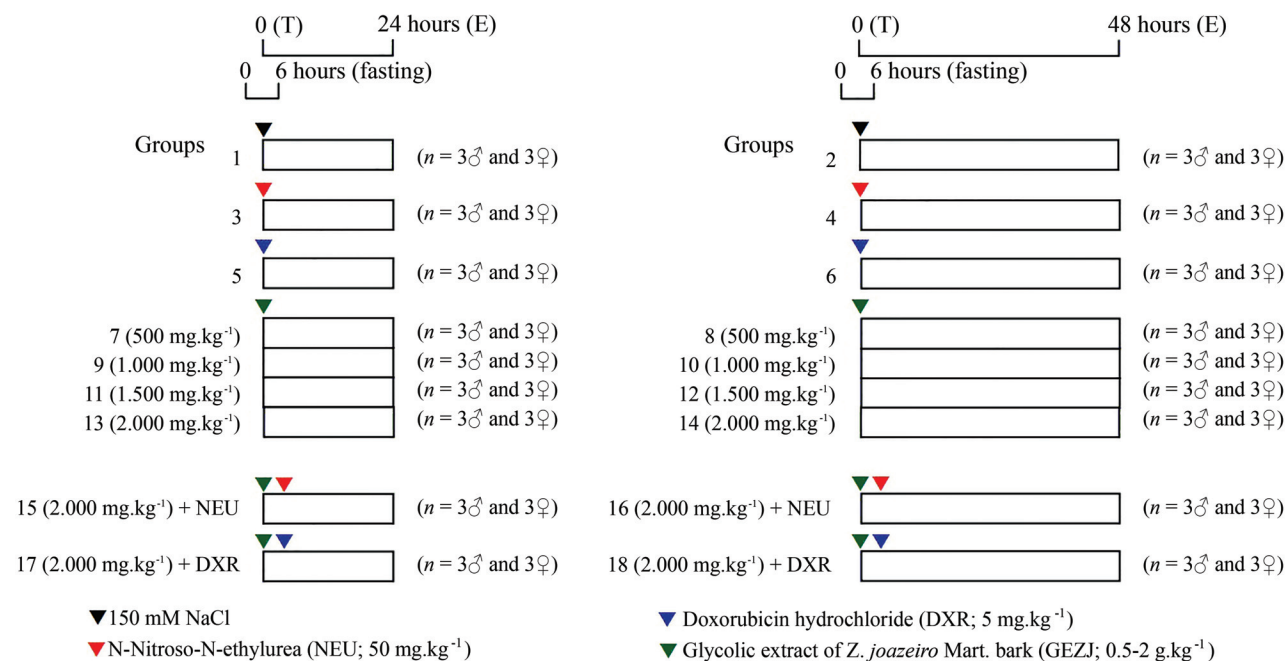 0 (T) 24 hours (E)
0 6 hours (fasting)
Groups
1 (n = 3♂ and 3♀)
3 (n = 3♂ and 3♀)
5 (n = 3♂ and 3♀)
7 (500 mg.kg⁻¹) (n = 3♂ and 3♀)
9 (1.000 mg.kg⁻¹) (n = 3♂ and 3♀)
11 (1.500 mg.kg⁻¹) (n = 3♂ and 3♀)
13 (2.000 mg.kg⁻¹) (n = 3♂ and 3♀)
15 (2.000 mg.kg⁻¹) + NEU (n = 3♂ and 3♀)
17 (2.000 mg.kg⁻¹) + DXR (n = 3♂ and 3♀)
0 (T) 48 hours (E)
0 6 hours (fasting)
Groups
2 (n = 3♂ and 3♀)
4 (n = 3♂ and 3♀)
6 (n = 3♂ and 3♀)
8 (500 mg.kg⁻¹) (n = 3♂ and 3♀)
10 (1.000 mg.kg⁻¹) (n = 3♂ and 3♀)
12 (1.500 mg.kg⁻¹) (n = 3♂ and 3♀)
14 (2.000 mg.kg⁻¹) (n = 3♂ and 3♀)
16 (2.000 mg.kg⁻¹) + NEU (n = 3♂ and 3♀)
18 (2.000 mg.kg⁻¹) + DXR (n = 3♂ and 3♀)
150 mM NaCl
N-Nitroso-N-ethylurea (NEU; 50 mg.kg⁻¹)
Doxorubicin hydrochloride (DXR; 5 mg.kg⁻¹)
Glycolic extract of Z. joazeiro Mart. bark (GEZJ; 0.5-2 g.kg⁻¹)